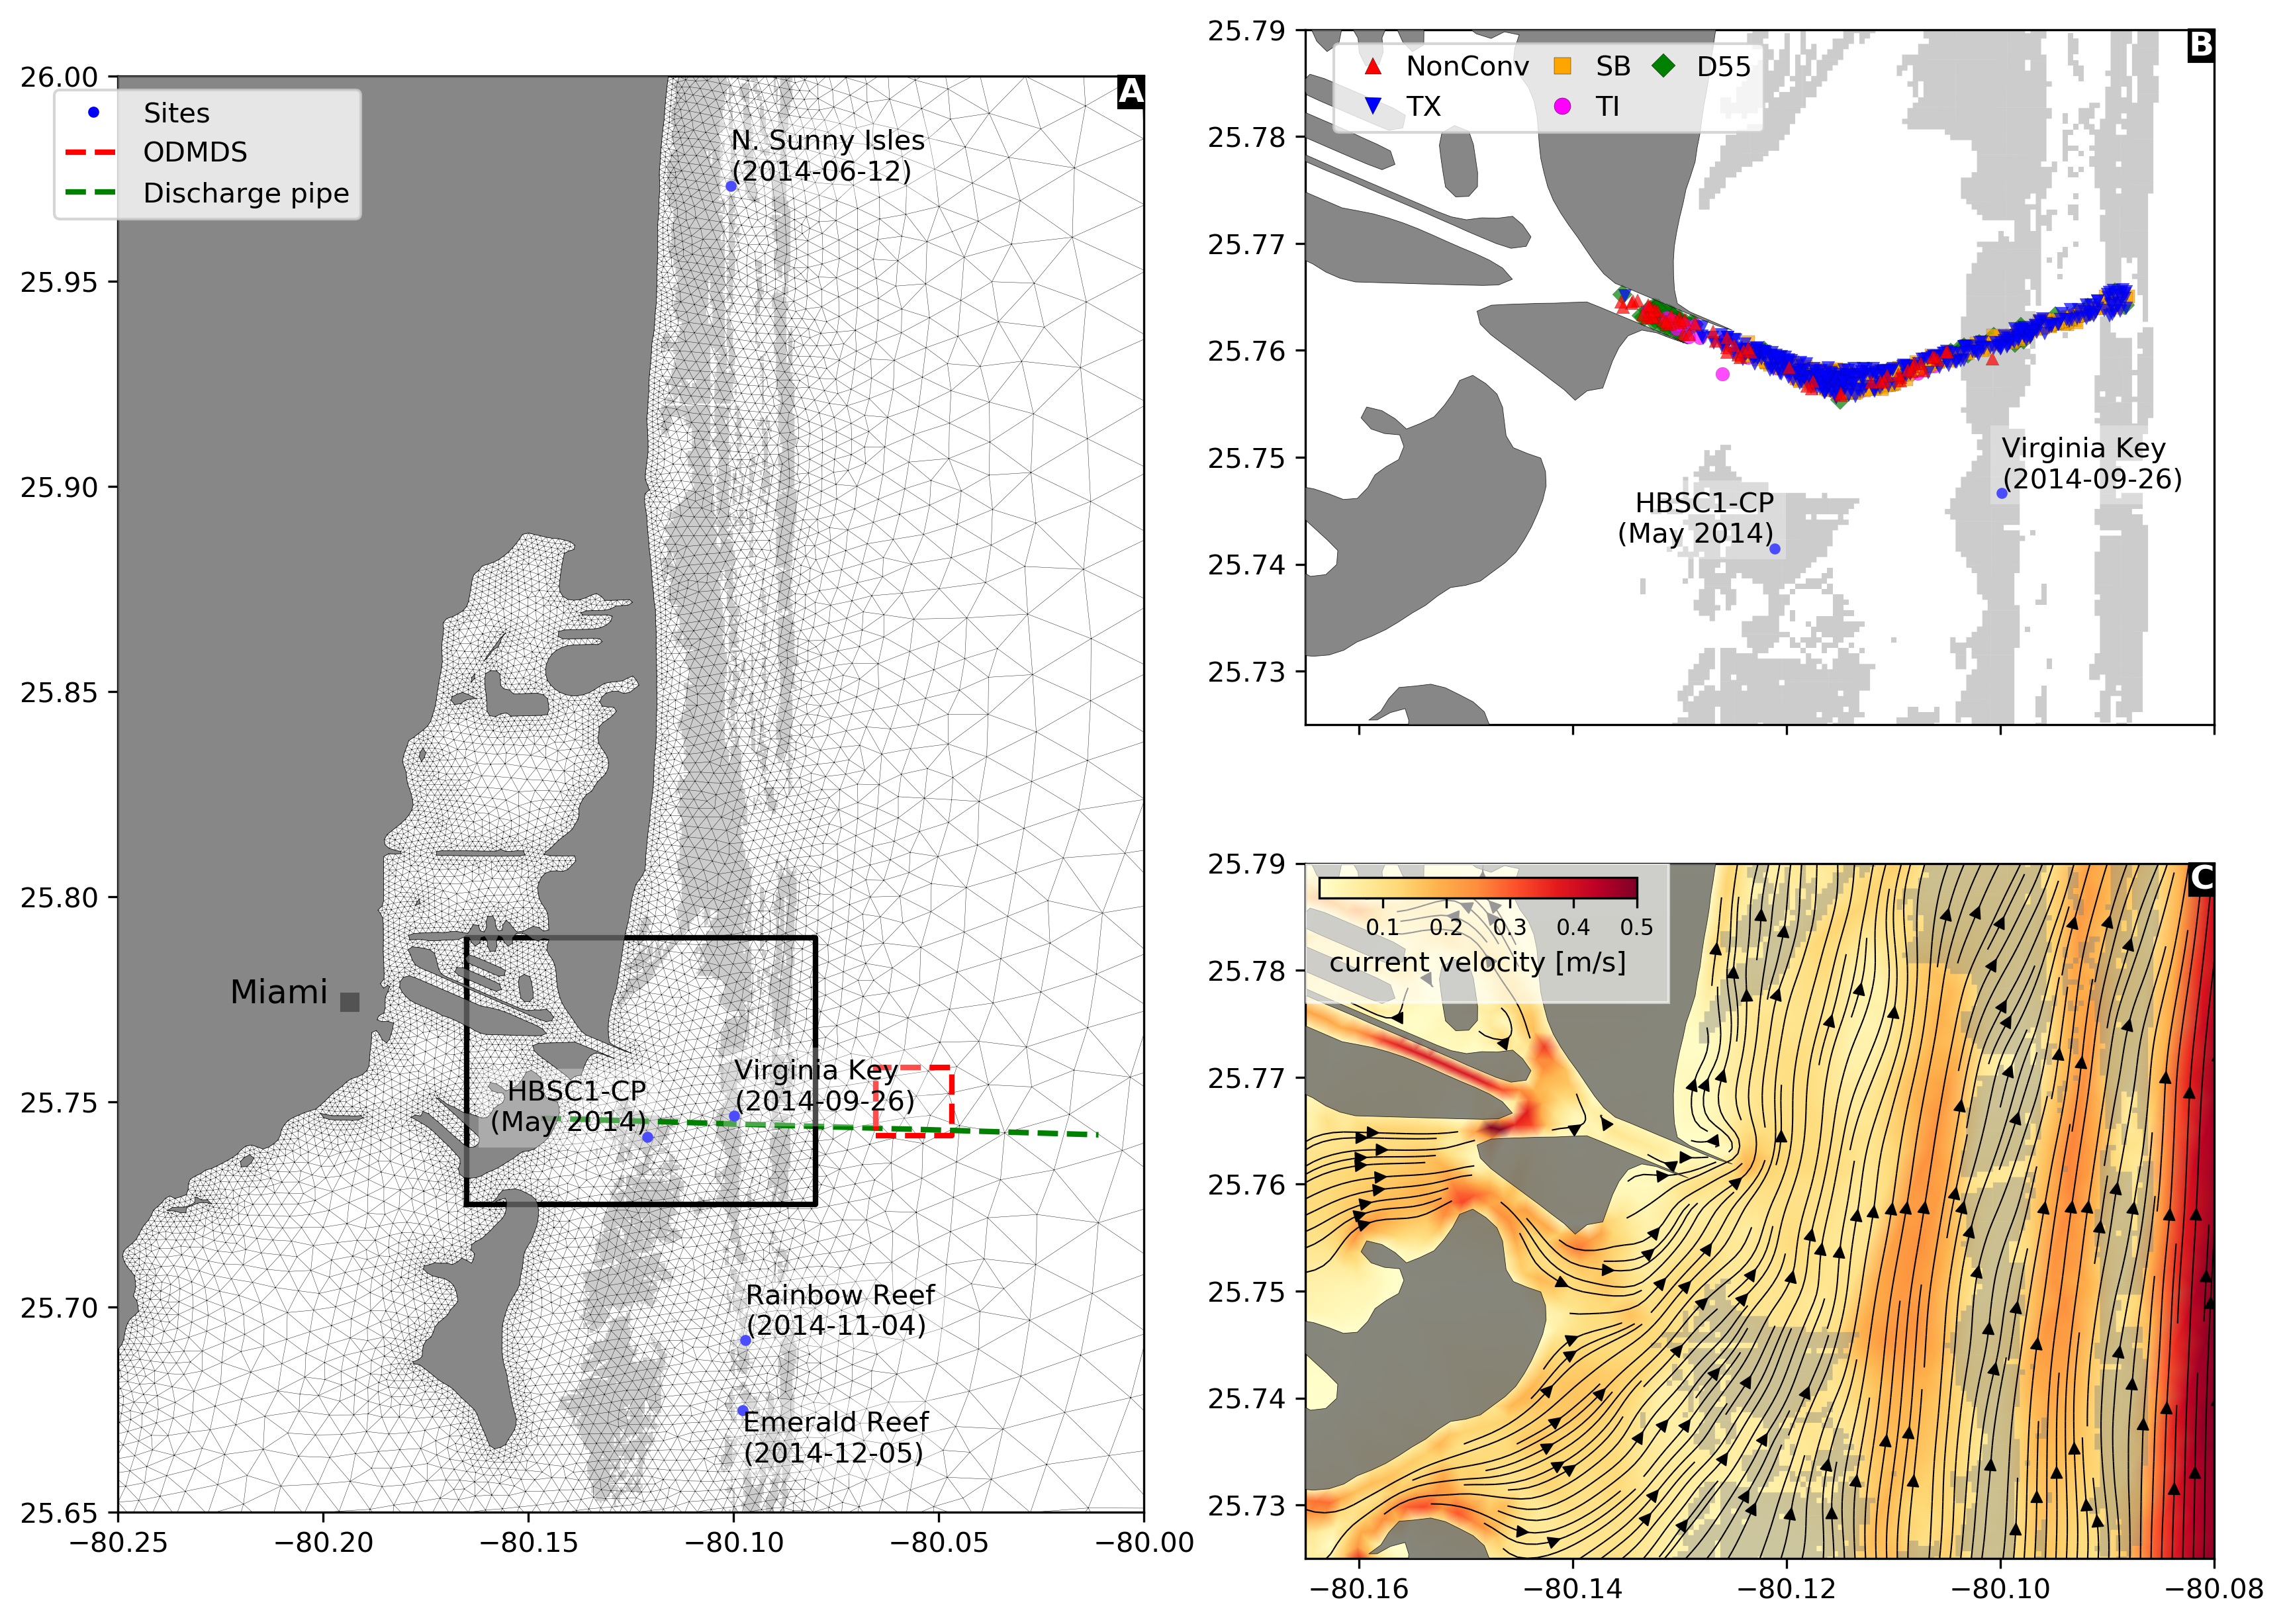 A
26.00
25.95
25.90
25.85
25.80
25.75
25.70
25.65
−80.25
−80.20
−80.15
−80.10
−80.05
−80.00
Sites
ODMDS
Discharge pipe
N. Sunny Isles
(2014-06-12)
Miami
HBSC1-CP
(May 2014)
Virginia Key
(2014-09-26)
Rainbow Reef
(2014-11-04)
Emerald Reef
(2014-12-05)
B
25.79
25.78
25.77
25.76
25.75
25.74
25.73
NonConv
SB
D55
TX
TI
Virginia Key
(2014-09-26)
HBSC1-CP
(May 2014)
C
25.79
25.78
25.77
25.76
25.75
25.74
25.73
0.1 0.2 0.3 0.4 0.5
current velocity [m/s]
−80.16
−80.14
−80.12
−80.10
−80.08